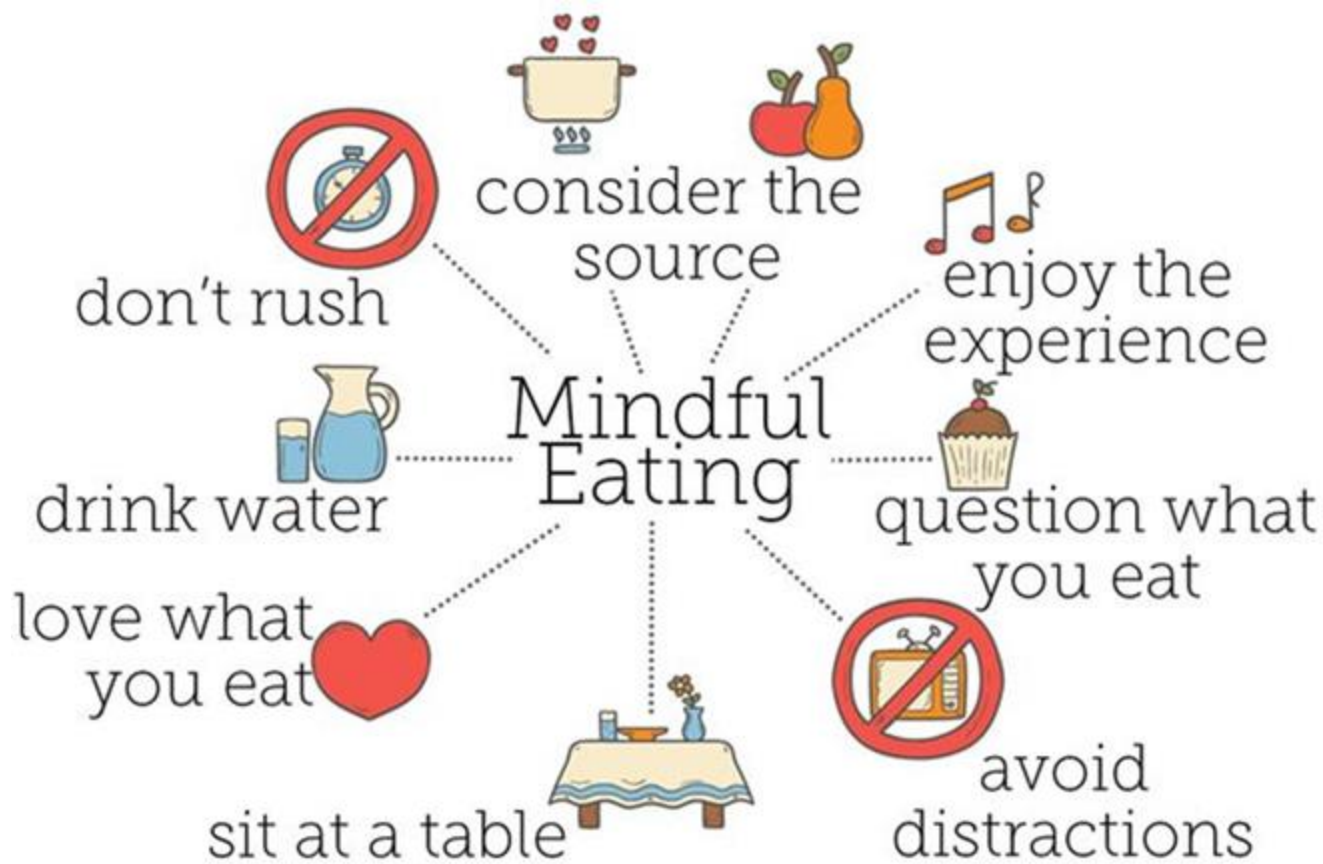 consider the
source
don't rush
enjoy the
experience
Mindful
Eating
drink water
question what
you eat
love what
you eat
avoid
distractions
sit at a table